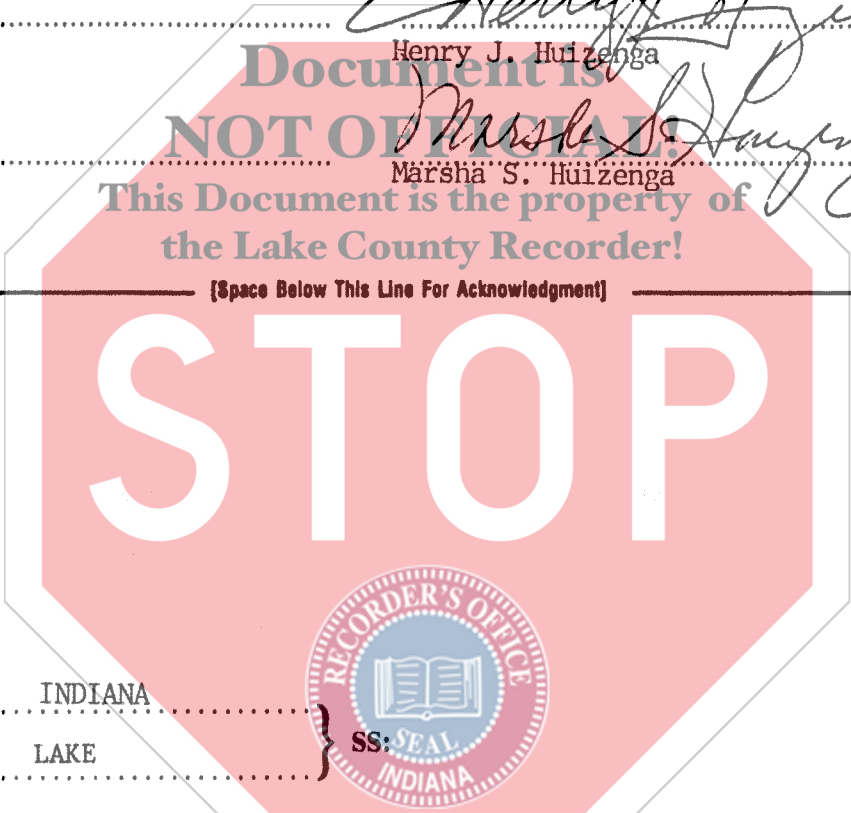 Henry J. Huizenga
Document is
NOT OFFICIAL!
Marsha S. Huizenga
This Document is the property of
the Lake County Recorder!
[Space Below This Line For Acknowledgment]
STOP
RECORDER'S OFFICE
SEAL
INDIANA
INDIANA
LAKE
} SS: